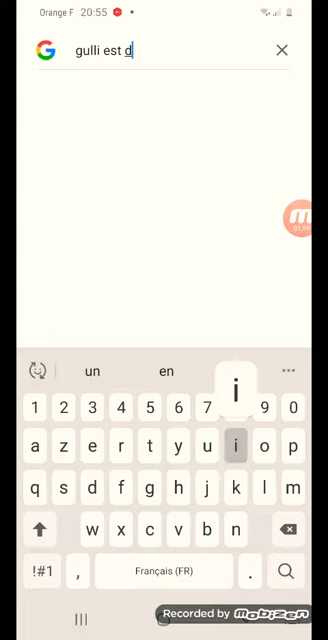 Orange F 20:55
gulli est d
un en
i
1 2 3 4 5 6 7 9 0
a z e r t y u i o p
q s d f g h j k l m
w x c v b n
!#1 , Français (FR) .
Recorded by mobizen